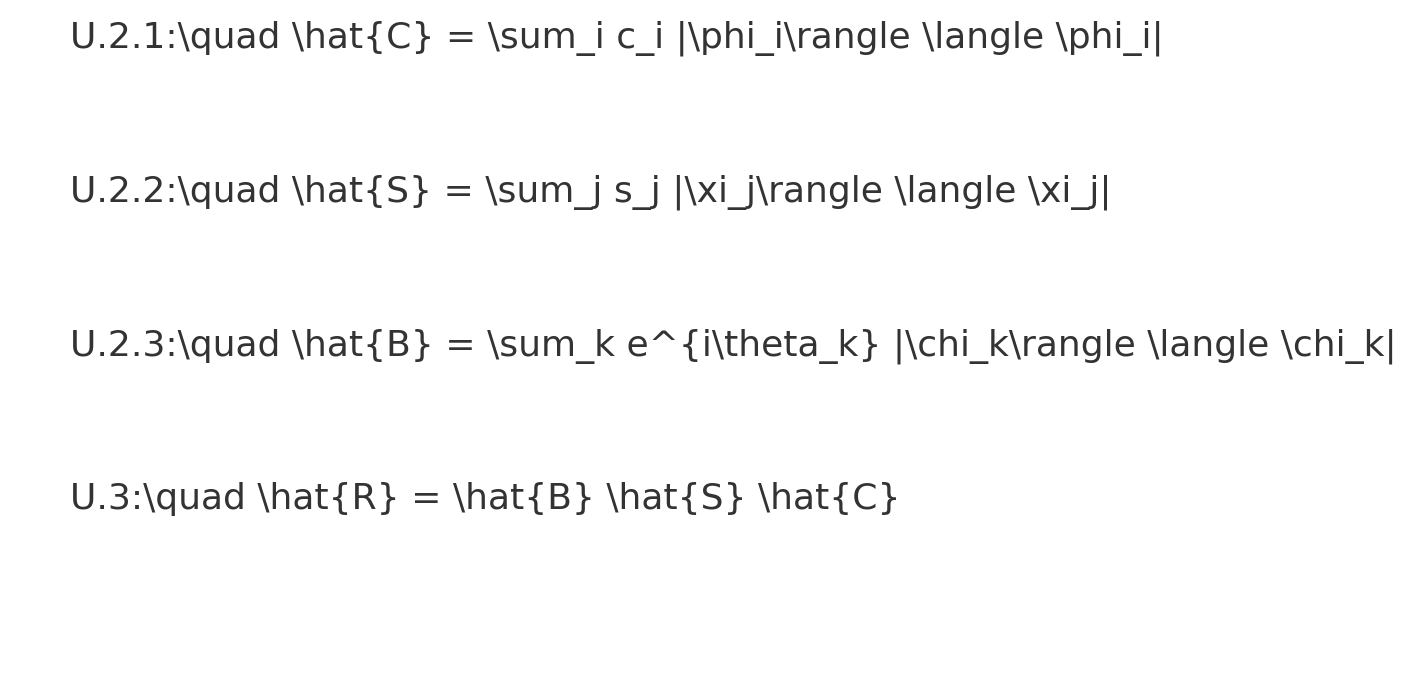 U.2.1:\quad \hat{C} = \sum_i c_i |\phi_i\rangle \langle \phi_i|
U.2.2:\quad \hat{S} = \sum_j s_j |\xi_j\rangle \langle \xi_j|
U.2.3:\quad \hat{B} = \sum_k e^{i\theta_k} |\chi_k\rangle \langle \chi_k|
U.3:\quad \hat{R} = \hat{B} \hat{S} \hat{C}